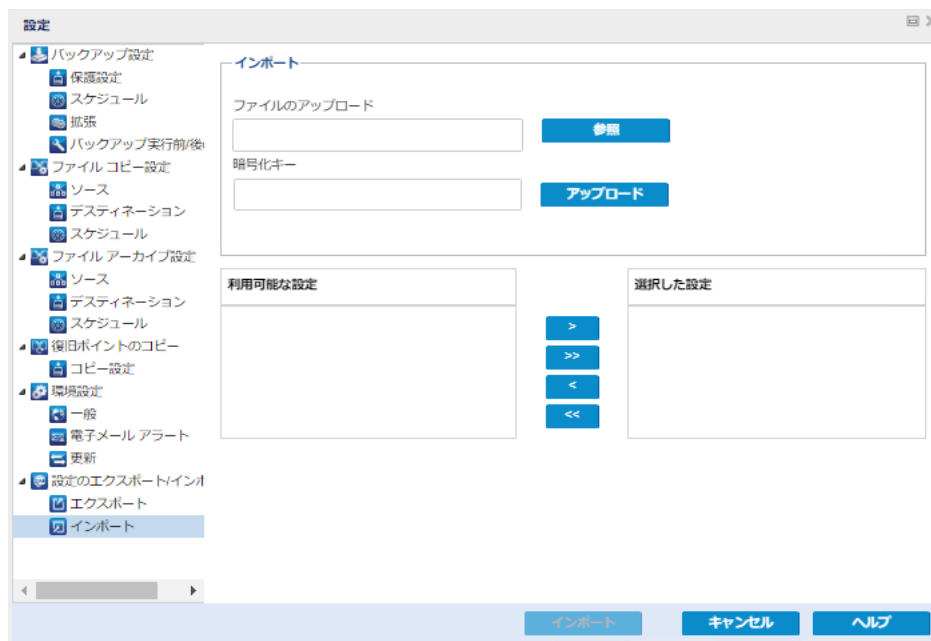 設定
バックアップ設定
保護設定
スケジュール
拡張
バックアップ実行前/後
ファイル コピー設定
ソース
デスティネーション
スケジュール
ファイル アーカイブ設定
ソース
デスティネーション
スケジュール
復旧ポイントのコピー
コピー設定
環境設定
一般
電子メール アラート
更新
設定のエクスポート/インポ
エクスポート
インポート
インポート
ファイルのアップロード
参照
暗号化キー
アップロード
利用可能な設定
選択した設定
>
>>
<
<<
インポート
キャンセル
ヘルプ